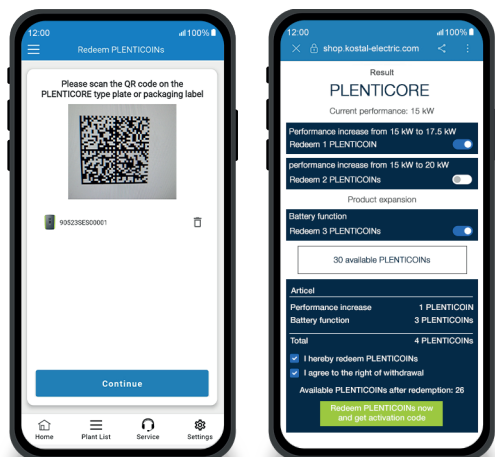 12:00
100%
Redeem PLENTICOINs
Please scan the QR code on the
PLENTICORE type plate or packaging label
90523SES00001
Continue
Home
Plant List
Service
Settings
12:00
100%
shop.kostal-electric.com
Result
PLENTICORE
Current performance: 15 kW
Performance increase from 15 kW to 17.5 kW
Redeem 1 PLENTICOIN
performance increase from 15 kW to 20 kW
Redeem 2 PLENTICOINs
Product expansion
Battery function
Redeem 3 PLENTICOINs
30 available PLENTICOINs
Articel
Performance increase 1 PLENTICOIN
Battery function 3 PLENTICOINs
Total 4 PLENTICOINs
I hereby redeem PLENTICOINs
I agree to the right of withdrawal
Available PLENTICOINs after redemption: 26
Redeem PLENTICOINs now
and get activation code